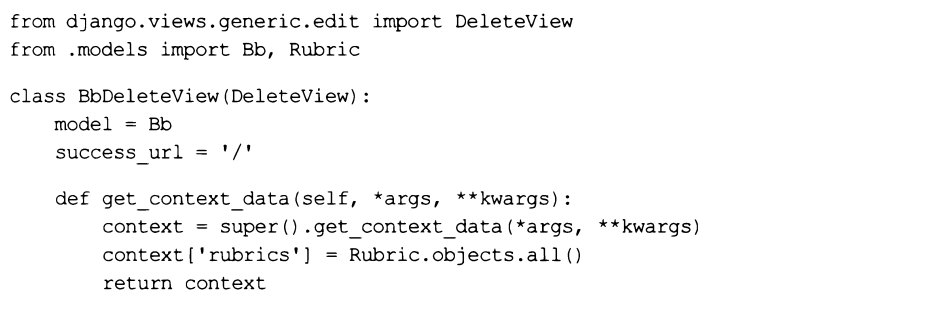 from django.views.generic.edit import DeleteView
from .models import Bb, Rubric
class BbDeleteView(DeleteView):
    model = Bb
    success_url = '/'
    def get_context_data(self, *args, **kwargs):
        context = super().get_context_data(*args, **kwargs)
        context['rubrics'] = Rubric.objects.all()
        return context